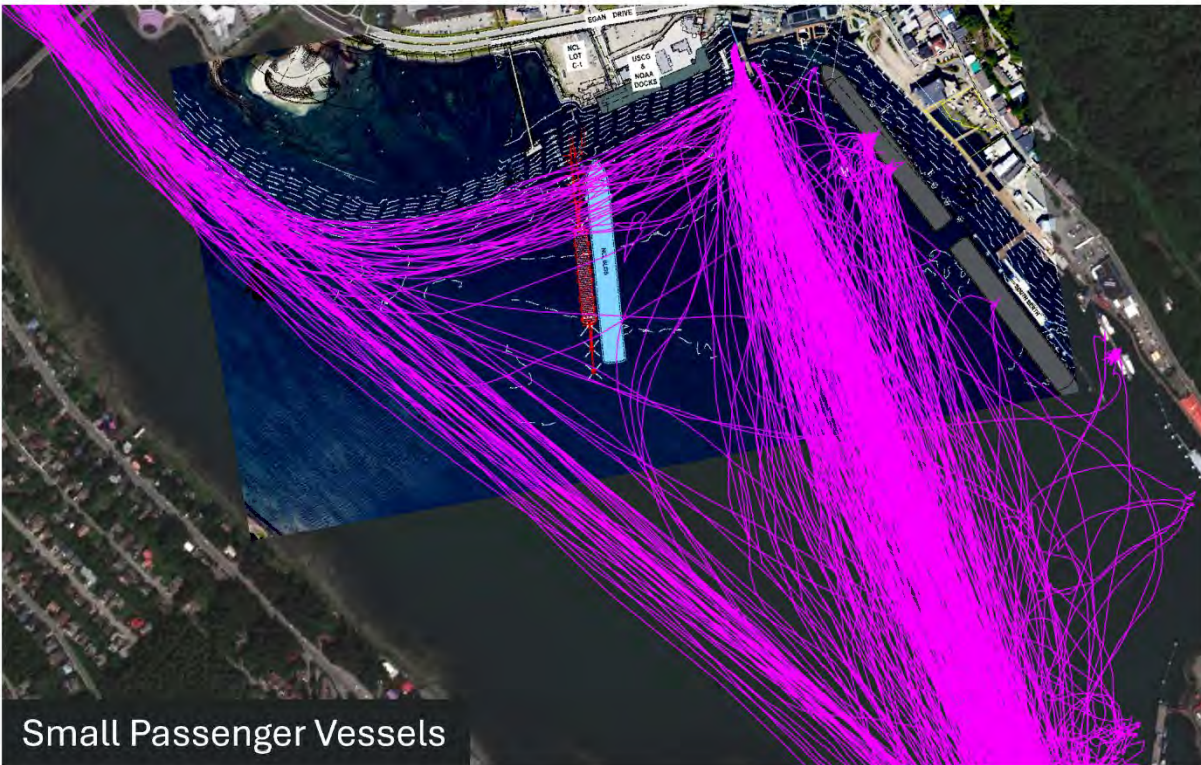 EGAN DRIVE
NCL
LOT
C-1
USCG
&
NOAA
DOCKS
Small Passenger Vessels